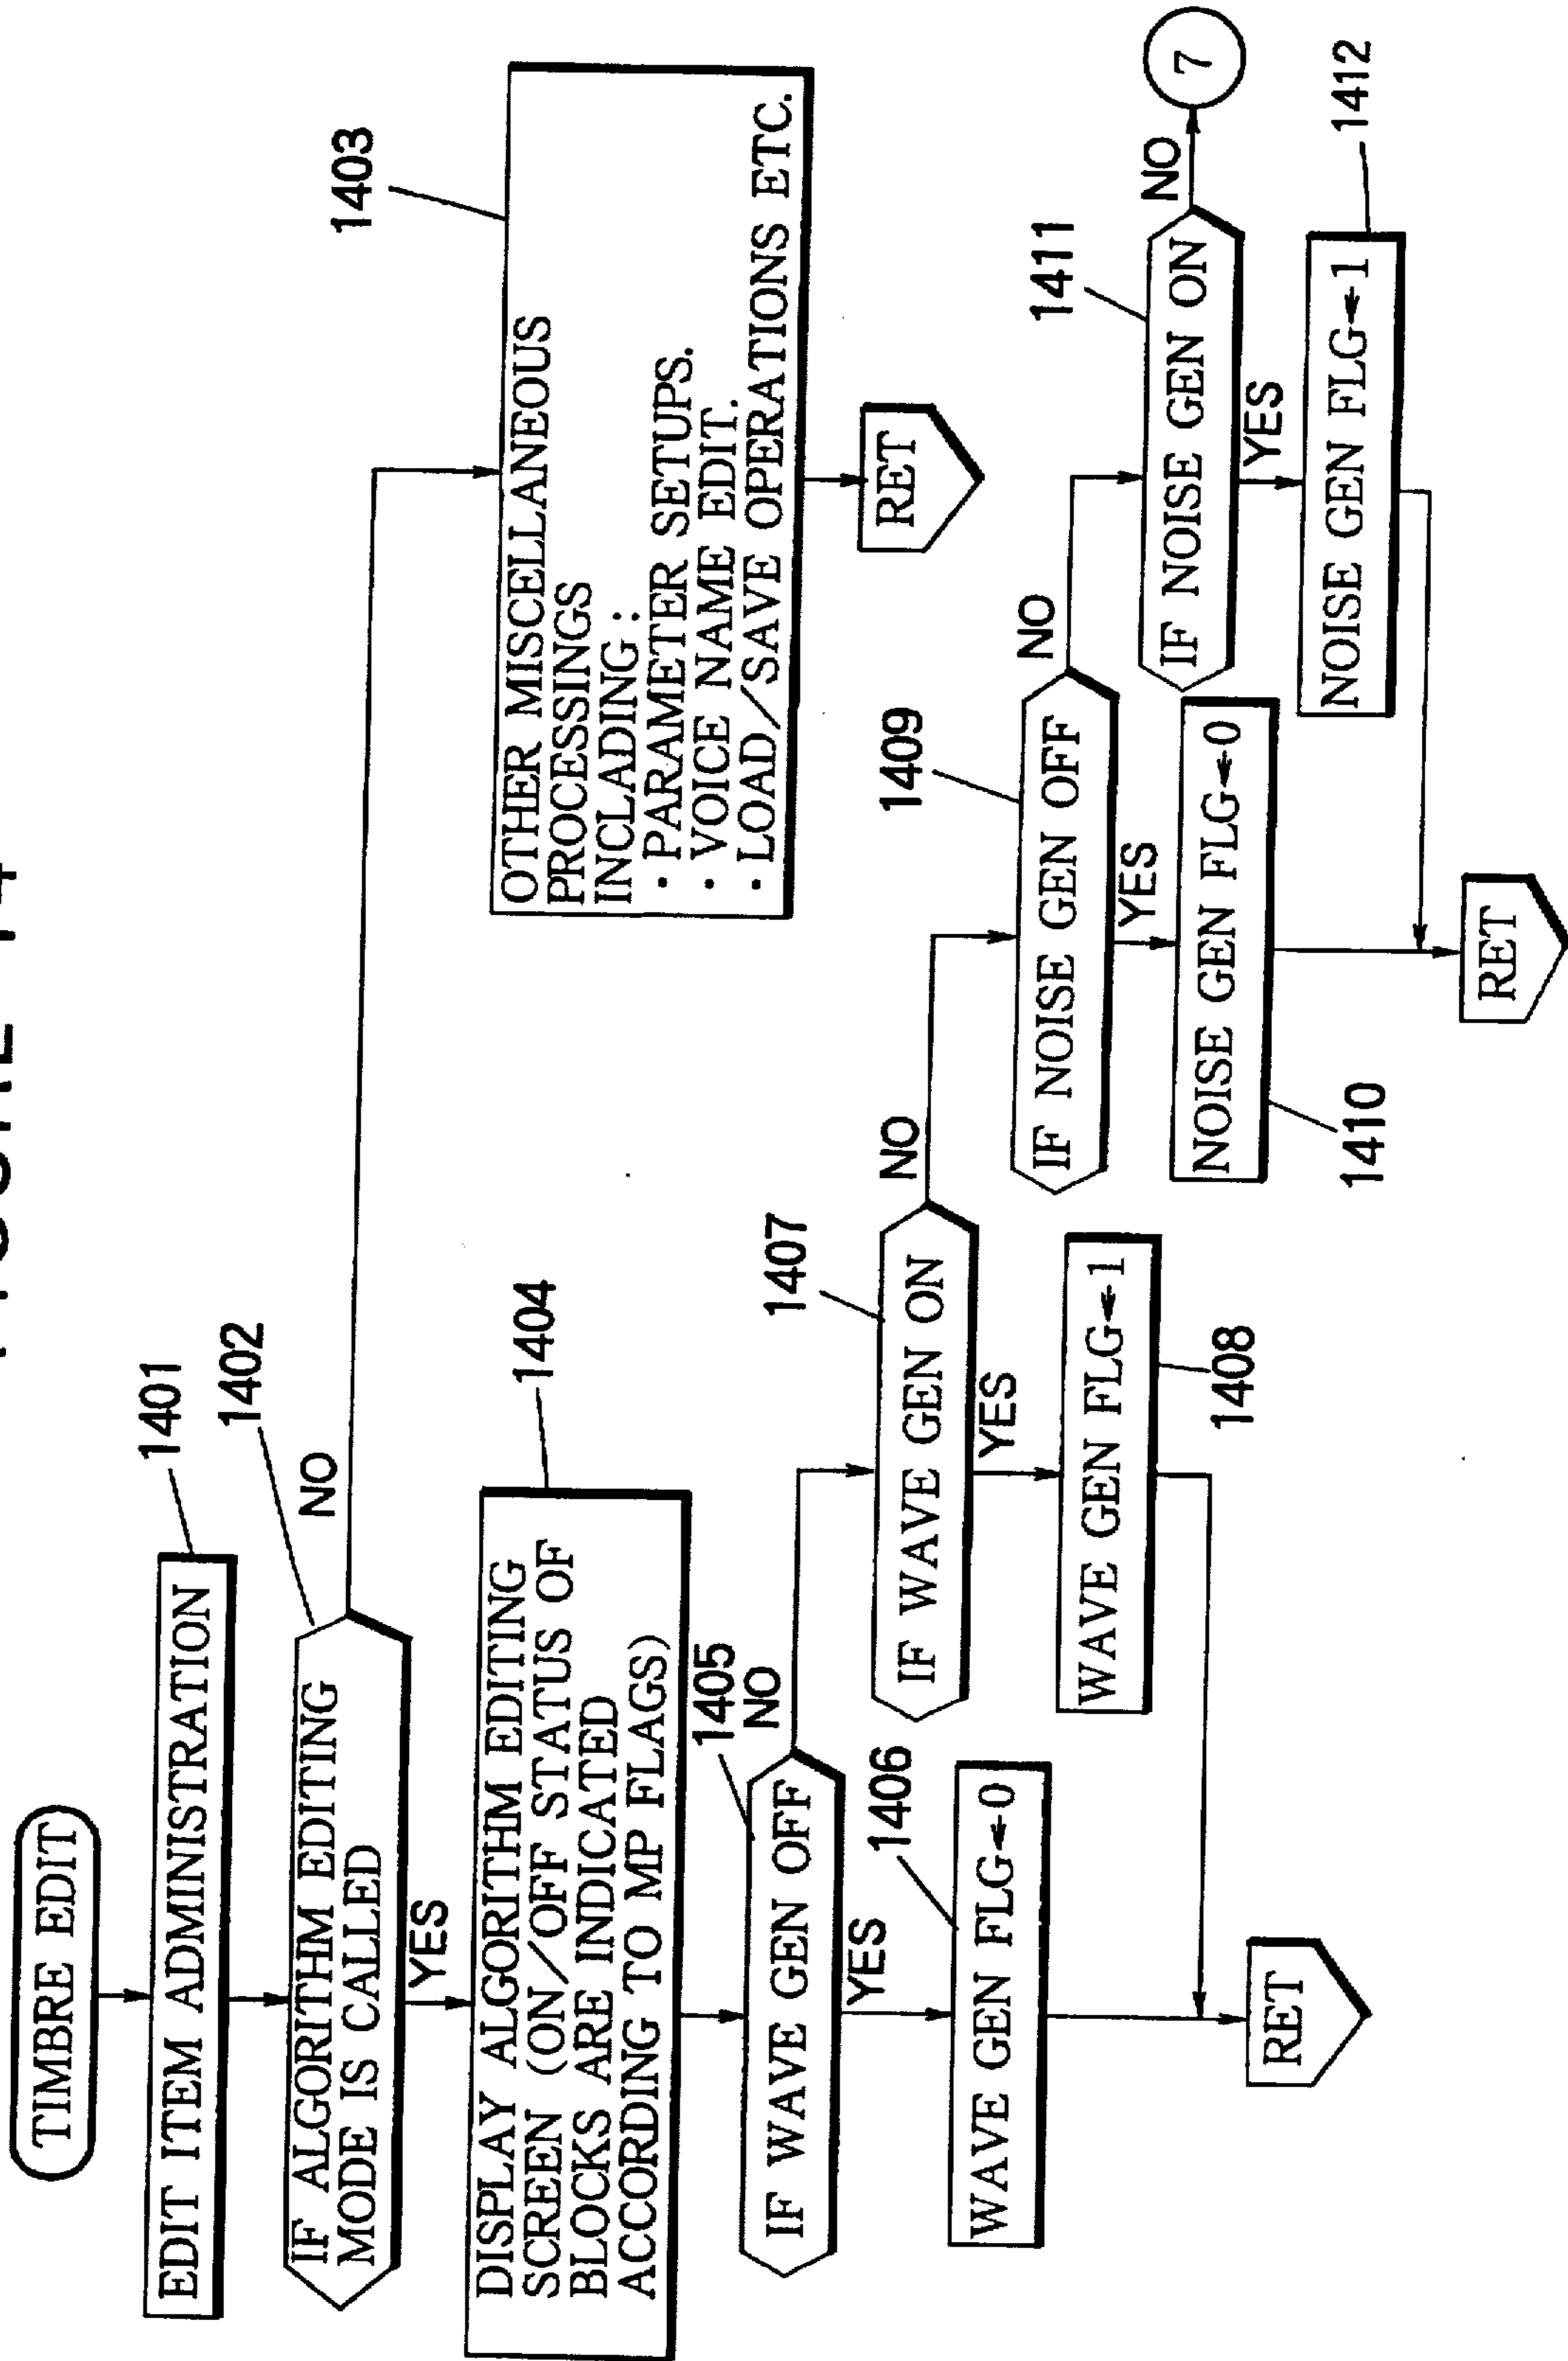 FIGURE 14
TIMBRE EDIT
1401
EDIT ITEM ADMINISTRATION
1402
IF ALGORITHM EDITING
MODE IS CALLED
NO
YES
1403
OTHER MISCELLANEOUS
PROCESSINGS
INCLADING :
· PARAMETER SETUPS.
· VOICE NAME EDIT.
· LOAD/SAVE OPERATIONS ETC.
RET
1404
DISPLAY ALGORITHM EDITING
SCREEN (ON/OFF STATUS OF
BLOCKS ARE INDICATED
ACCORDING TO MP FLAGS)
1405
NO
IF WAVE GEN OFF
YES
1406
WAVE GEN FLG←0
1407
NO
IF WAVE GEN ON
YES
WAVE GEN FLG←1
1408
RET
1409
NO
IF NOISE GEN OFF
YES
NOISE GEN FLG←0
1410
1411
NO
7
IF NOISE GEN ON
YES
1412
NOISE GEN FLG←1
RET